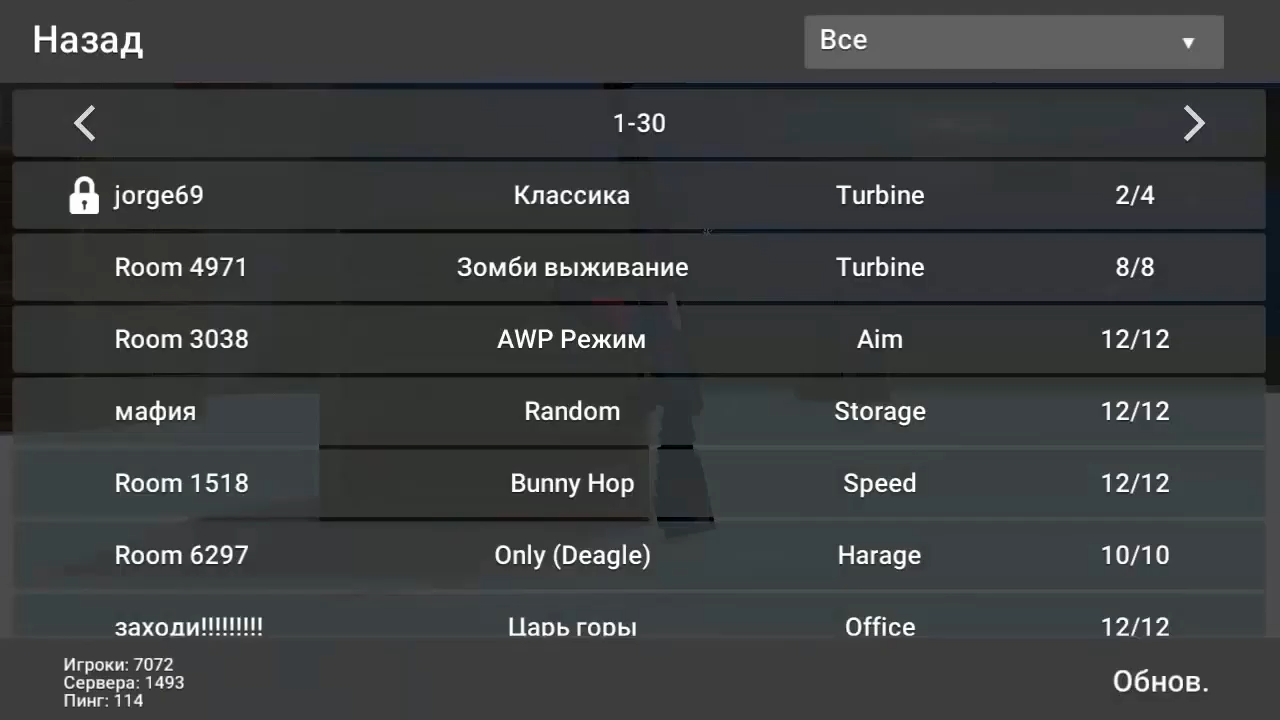 Назад
Все
1-30
jorge69 Классика Turbine 2/4
Room 4971 Зомби выживание Turbine 8/8
Room 3038 AWP Режим Aim 12/12
мафия Random Storage 12/12
Room 1518 Bunny Hop Speed 12/12
Room 6297 Only (Deagle) Harage 10/10
заходи!!!!!!!!! Царь горы Office 12/12
Игроки: 7072
Сервера: 1493
Пинг: 114
Обнов.